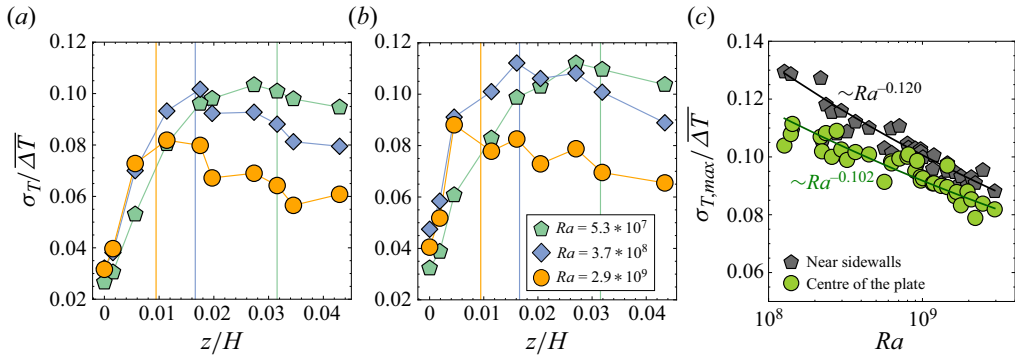 (a)
(b)
(c)
0.12
0.10
0.08
0.06
0.04
0.02
σ_T/\overline{ΔT}
0 0.01 0.02 0.03 0.04
z/H
0.12
0.10
0.08
0.06
0.04
0.02
Ra = 5.3 * 10^7
Ra = 3.7 * 10^8
Ra = 2.9 * 10^9
0 0.01 0.02 0.03 0.04
z/H
0.14
0.12
0.10
0.08
0.06
σ_{T,max}/\overline{ΔT}
~Ra^{−0.120}
~Ra^{−0.102}
Near sidewalls
Centre of the plate
10^8 10^9
Ra